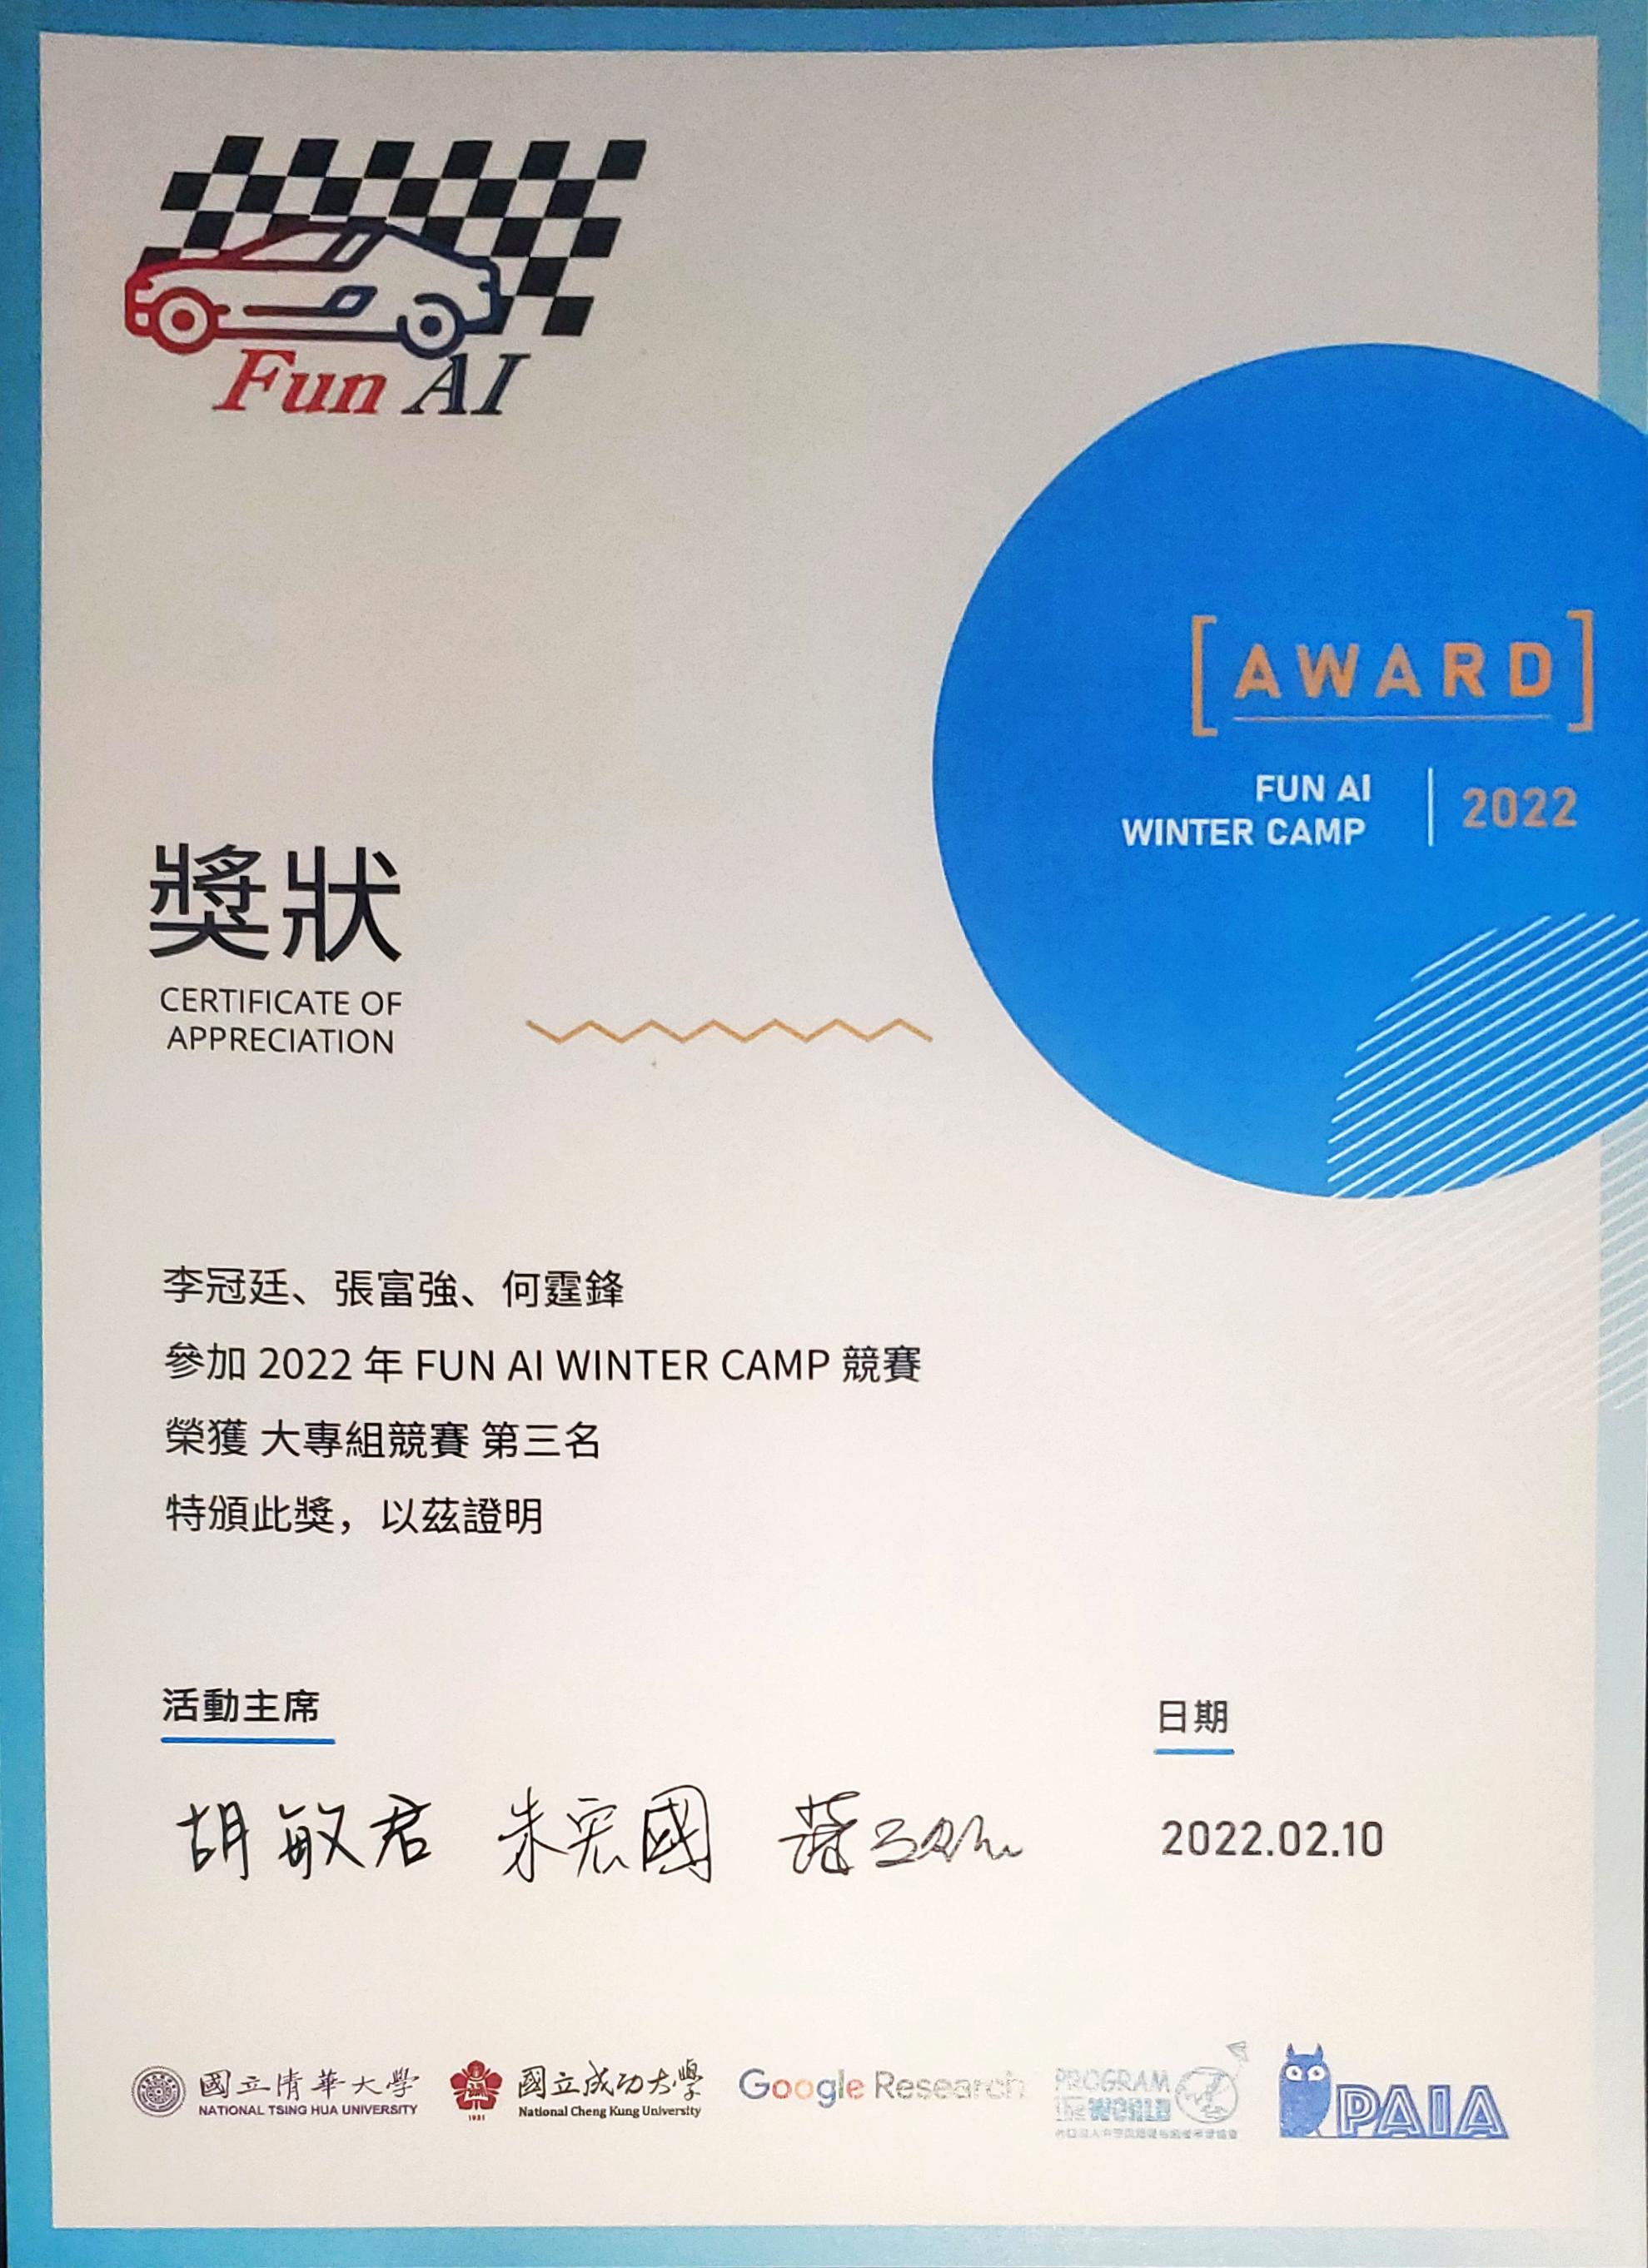 Fun AI
[AWARD]
FUN AI
WINTER CAMP
2022
獎狀
CERTIFICATE OF
APPRECIATION
李冠廷、張富強、何霆鋒
參加 2022 年 FUN AI WINTER CAMP 競賽
榮獲 大專組競賽 第三名
特頒此獎，以茲證明
活動主席
日期
胡敏君 朱宏國
2022.02.10
國立清華大學
NATIONAL TSING HUA UNIVERSITY
1931
國立成功大學
National Cheng Kung University
Google Research
PROGRAM
the WORLD
PAIA